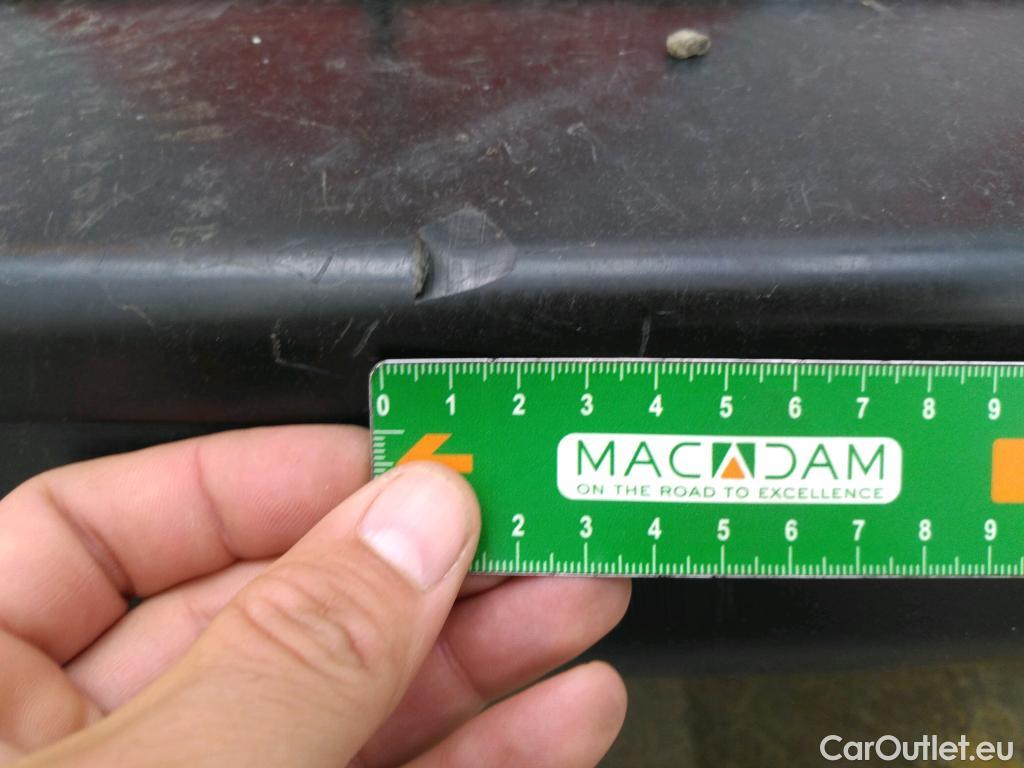 0 1 2 3 4 5 6 7 8 9
MACADAM
ON THE ROAD TO EXCELLENCE
2 3 4 5 6 7 8 9
CarOutlet.eu